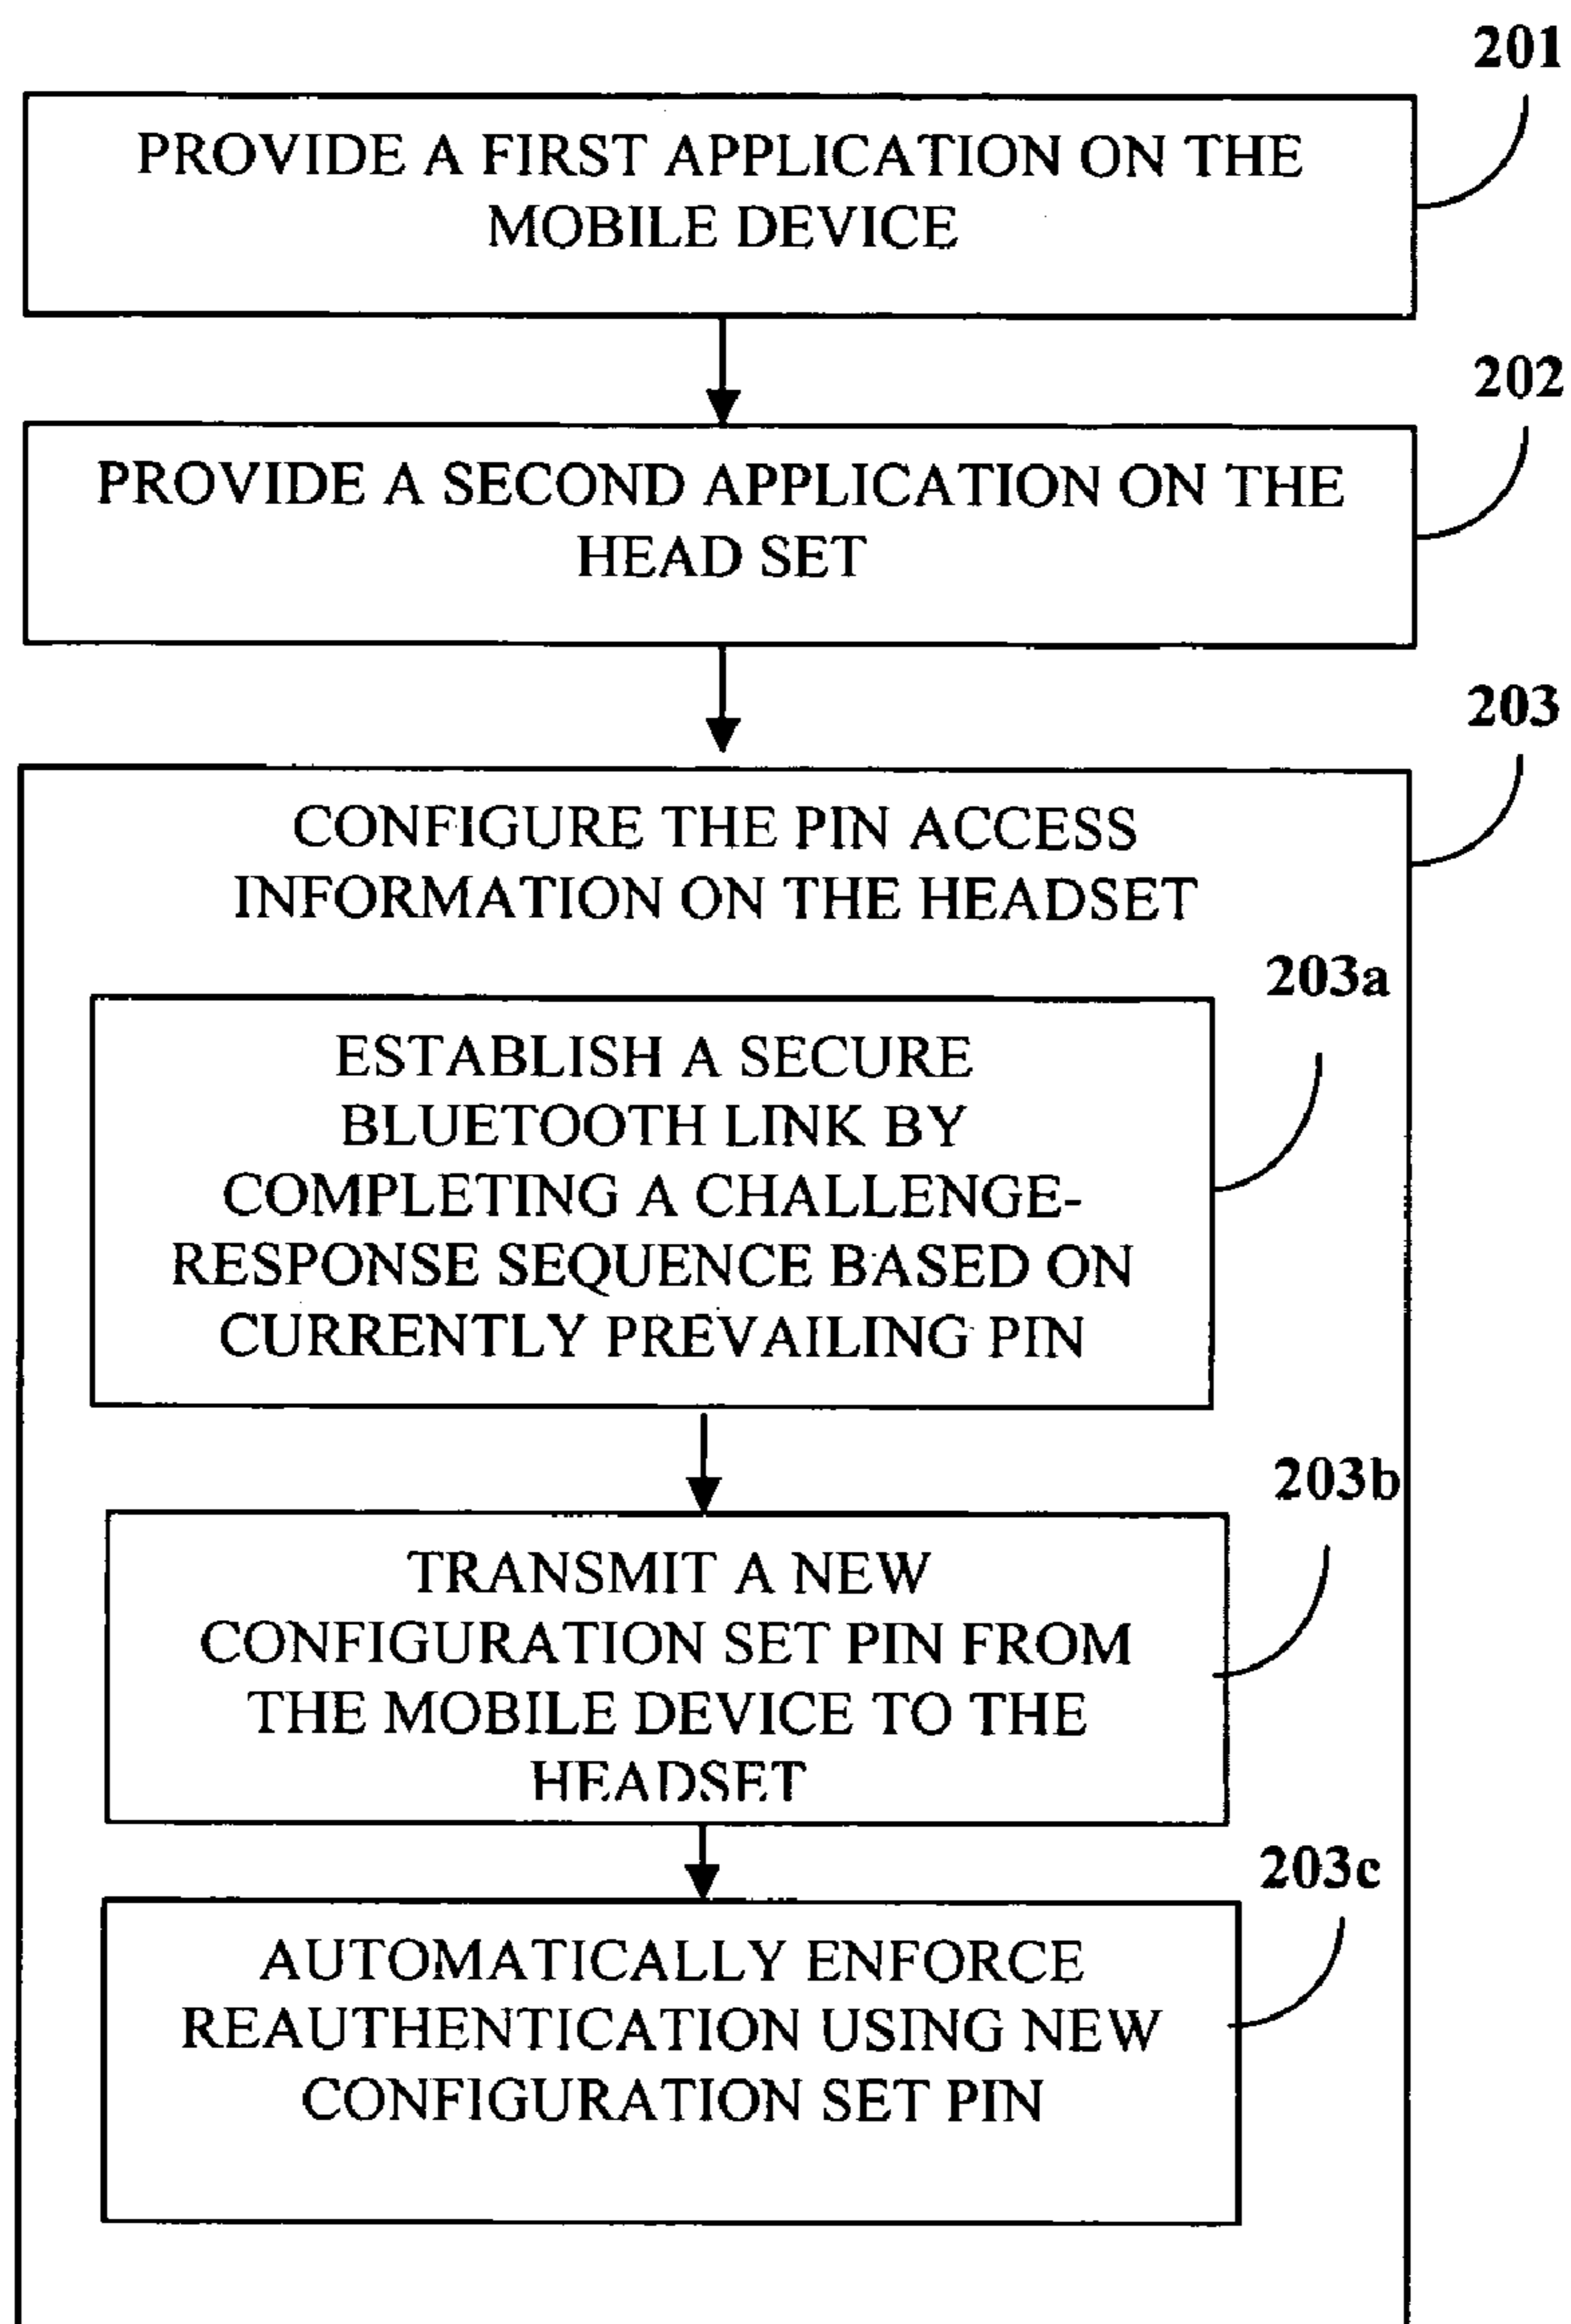 201
PROVIDE A FIRST APPLICATION ON THE
MOBILE DEVICE
202
PROVIDE A SECOND APPLICATION ON THE
HEAD SET
203
CONFIGURE THE PIN ACCESS
INFORMATION ON THE HEADSET
203a
ESTABLISH A SECURE
BLUETOOTH LINK BY
COMPLETING A CHALLENGE-
RESPONSE SEQUENCE BASED ON
CURRENTLY PREVAILING PIN
203b
TRANSMIT A NEW
CONFIGURATION SET PIN FROM
THE MOBILE DEVICE TO THE
HEADSET
203c
AUTOMATICALLY ENFORCE
REAUTHENTICATION USING NEW
CONFIGURATION SET PIN